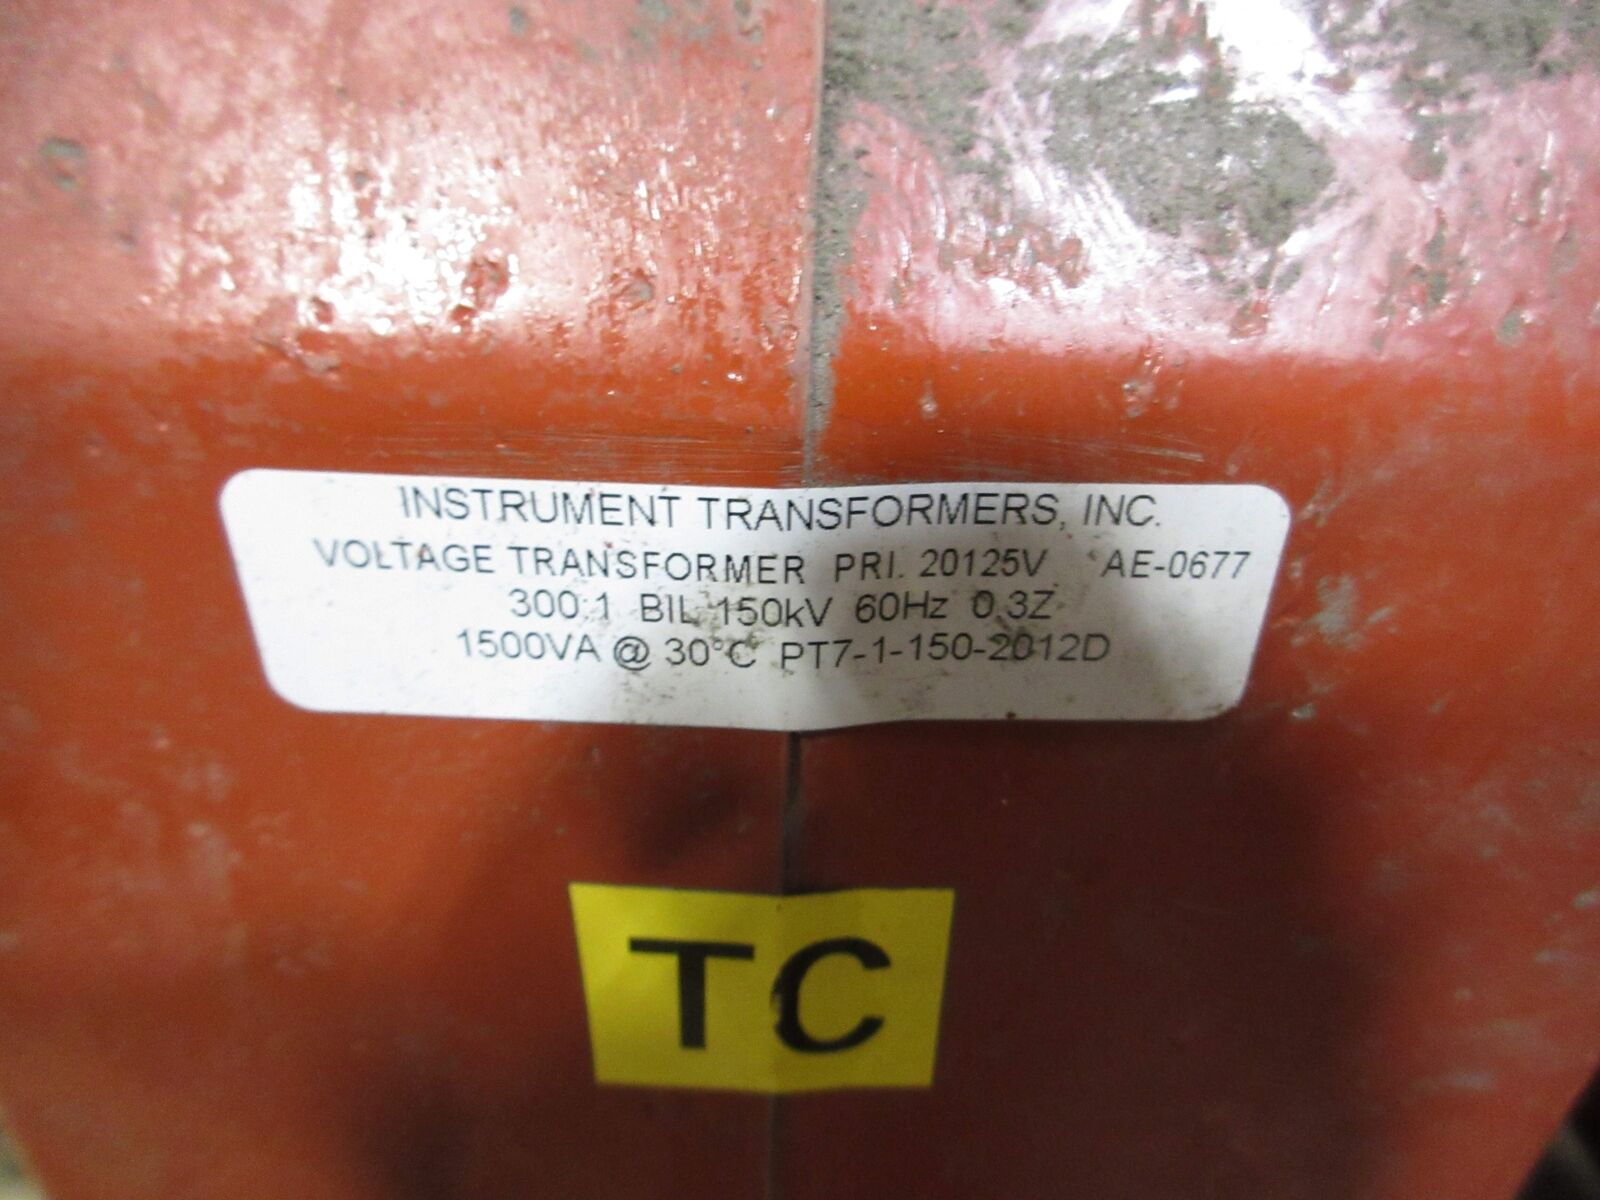 INSTRUMENT TRANSFORMERS, INC.
VOLTAGE TRANSFORMER PRI. 20125V AE-0677
300:1 BIL 150kV 60Hz 0.3Z
1500VA @ 30°C PT7-1-150-2012D
TC